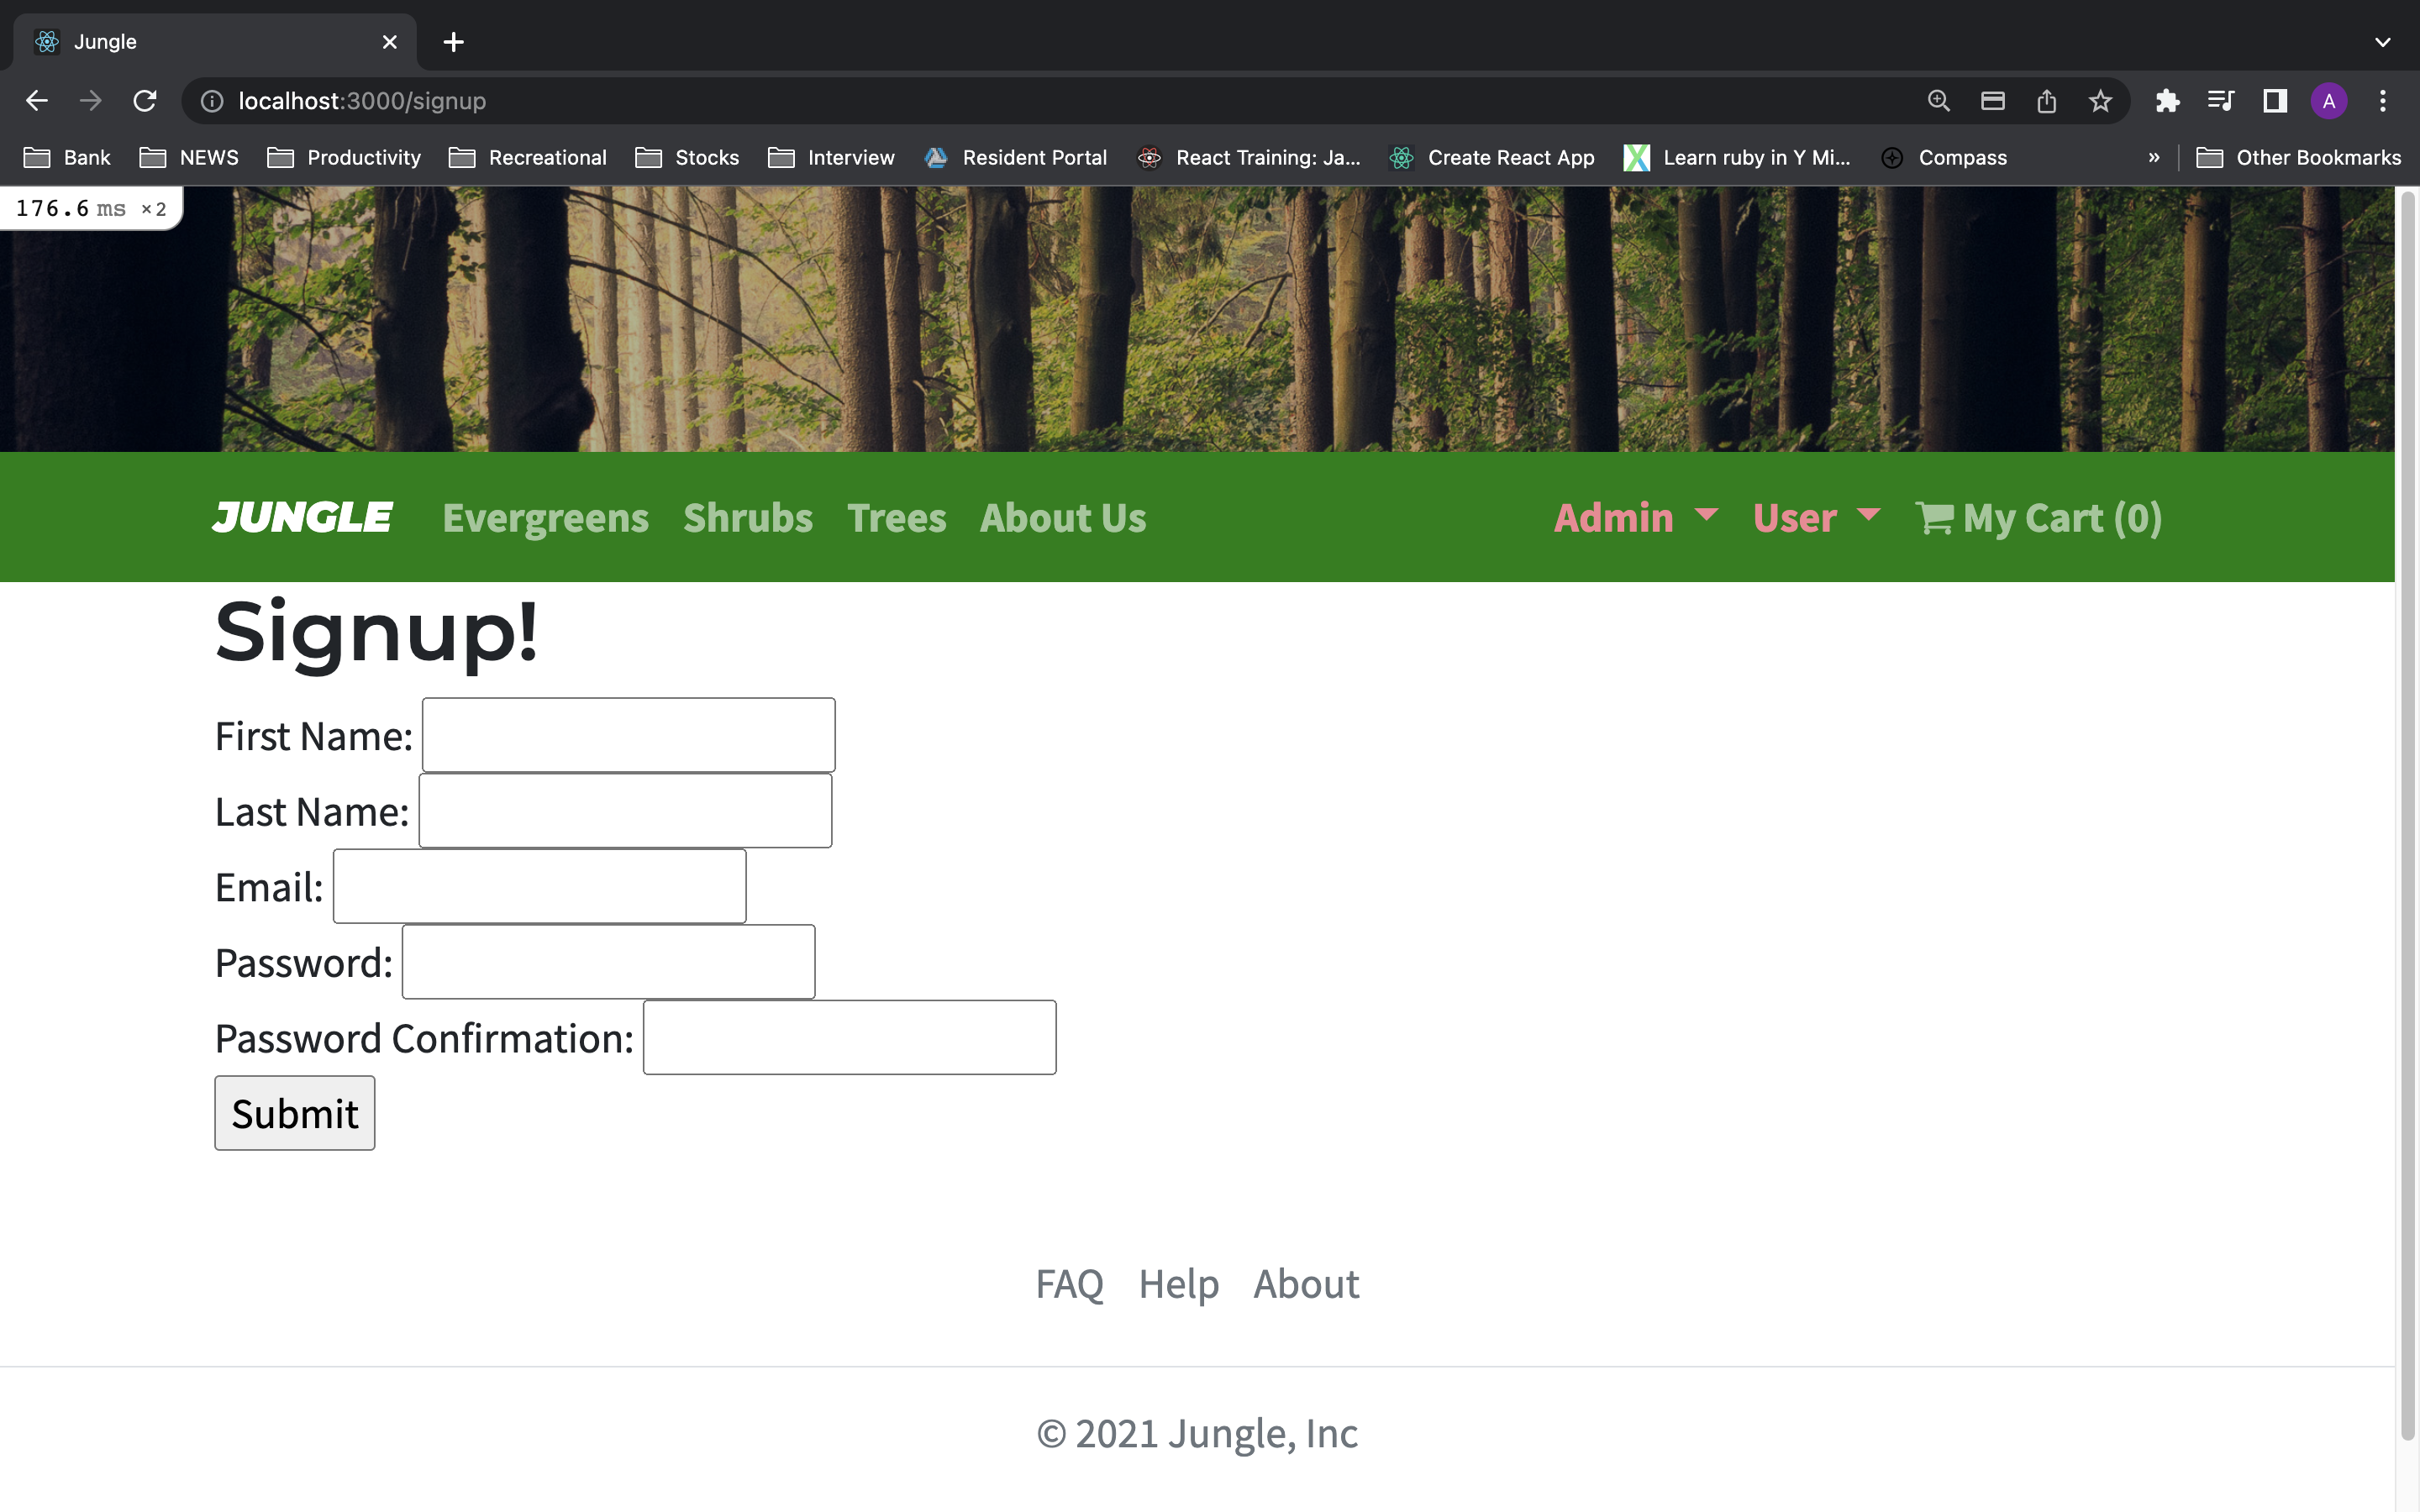 Jungle
localhost:3000/signup
A
Bank NEWS Productivity Recreational Stocks Interview Resident Portal React Training: Ja... Create React App Learn ruby in Y Mi... Compass » Other Bookmarks
176.6 ms ×2
JUNGLE Evergreens Shrubs Trees About Us Admin User My Cart (0)
Signup!
First Name:
Last Name:
Email:
Password:
Password Confirmation:
Submit
FAQ Help About
© 2021 Jungle, Inc